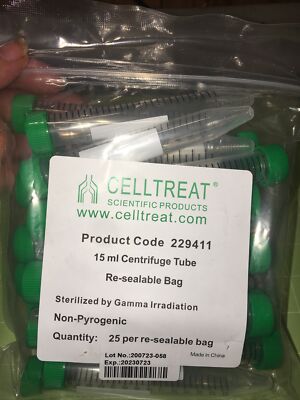 CELLTREAT®
SCIENTIFIC PRODUCTS
www.celltreat.com
Product Code 229411
15 ml Centrifuge Tube
Re-sealable Bag
Sterilized by Gamma Irradiation
Non-Pyrogenic
Quantity: 25 per re-sealable bag
Lot No.:200723-058
Exp.:20230723
Made in China